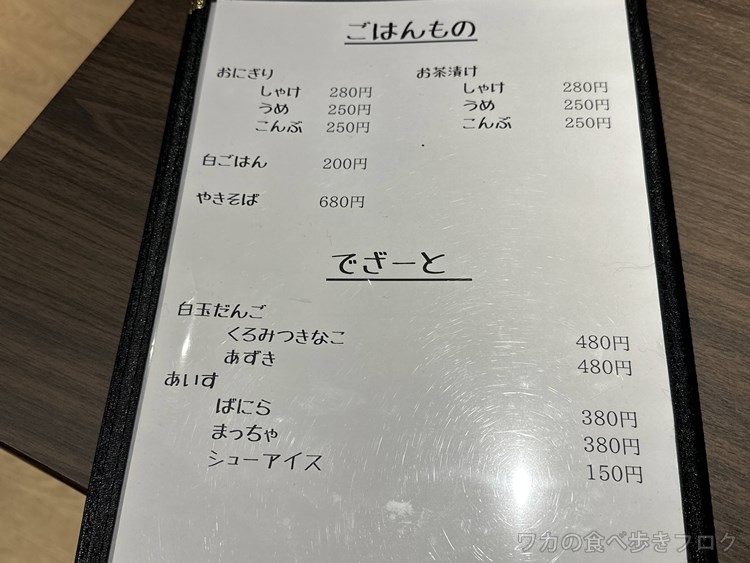 ごはんもの
おにぎり
しゃけ 280円
うめ 250円
こんぶ 250円
お茶漬け
しゃけ 280円
うめ 250円
こんぶ 250円
白ごはん 200円
やきそば 680円
でざーと
白玉だんご
くろみつきなこ 480円
あずき 480円
あいす
ばにら 380円
まっちゃ 380円
シューアイス 150円
ワカの食べ歩きブログ